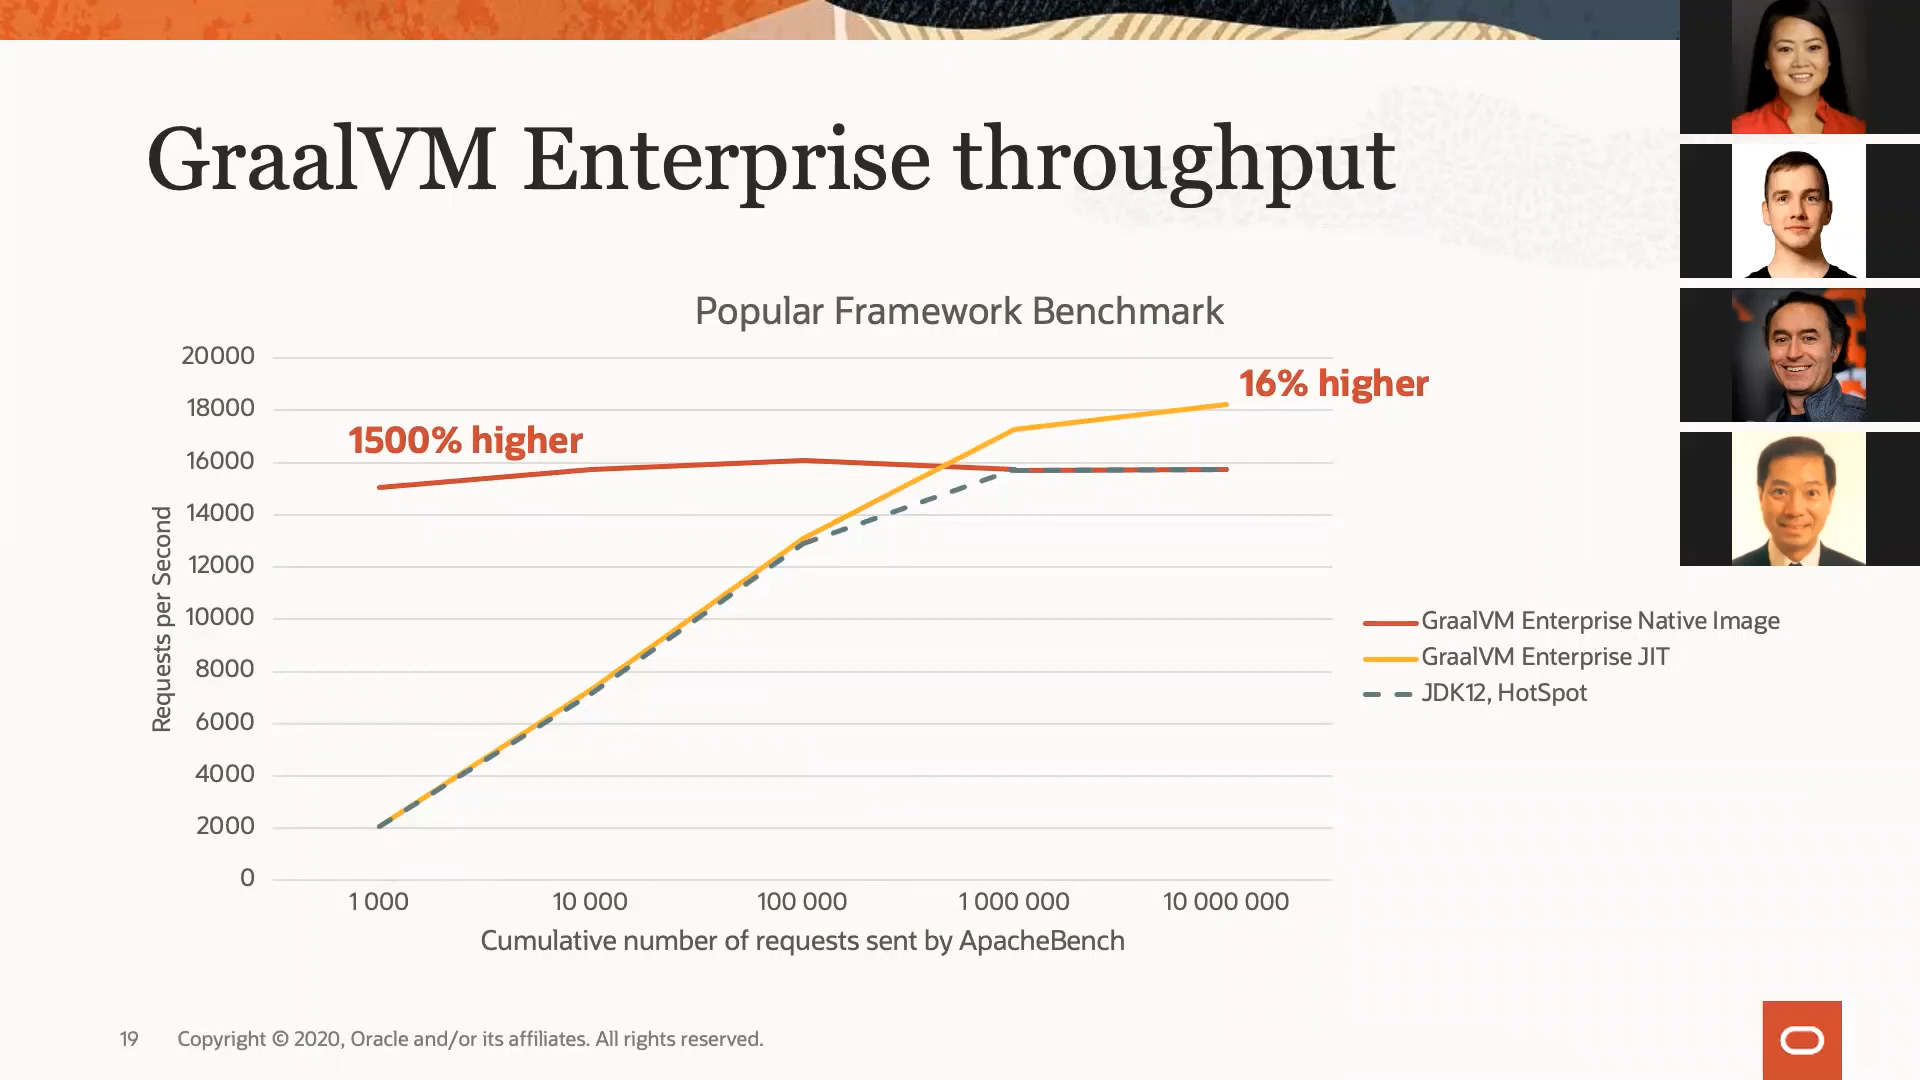 GraalVM Enterprise throughput
Popular Framework Benchmark
20000
18000
16000
14000
12000
10000
8000
6000
4000
2000
0
Requests per Second
1500% higher
16% higher
1 000
10 000
100 000
1 000 000
10 000 000
Cumulative number of requests sent by ApacheBench
GraalVM Enterprise Native Image
GraalVM Enterprise JIT
JDK12, HotSpot
19
Copyright © 2020, Oracle and/or its affiliates. All rights reserved.